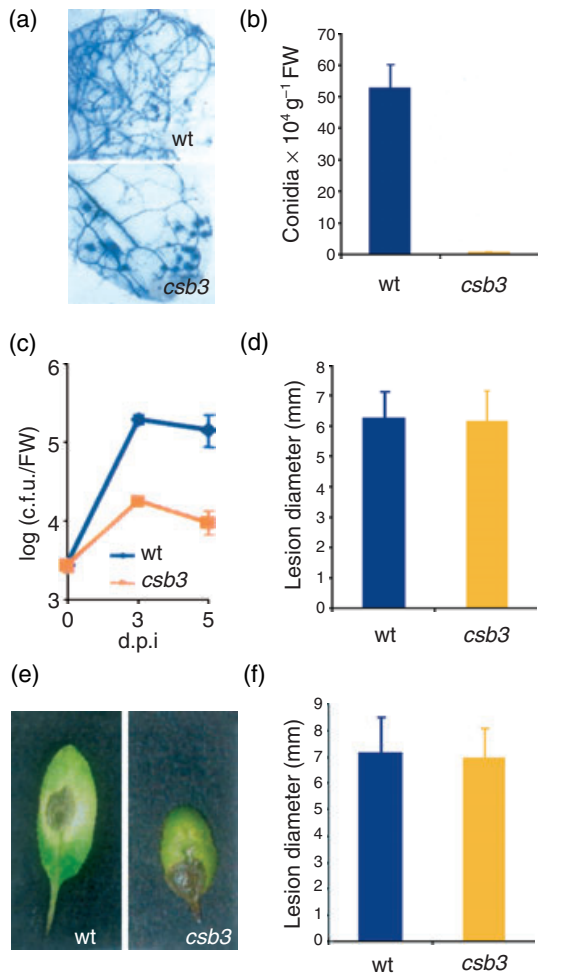 (a)
wt
csb3
(b)
Conidia × 10⁴ g⁻¹ FW
70
60
50
40
30
20
10
0
wt
csb3
(c)
log (c.f.u./FW)
6
5
4
3
wt
csb3
0
3
5
d.p.i
(d)
Lesion diameter (mm)
8
7
6
5
4
3
2
1
0
wt
csb3
(e)
wt
csb3
(f)
Lesion diameter (mm)
9
8
7
6
5
4
3
2
1
0
wt
csb3